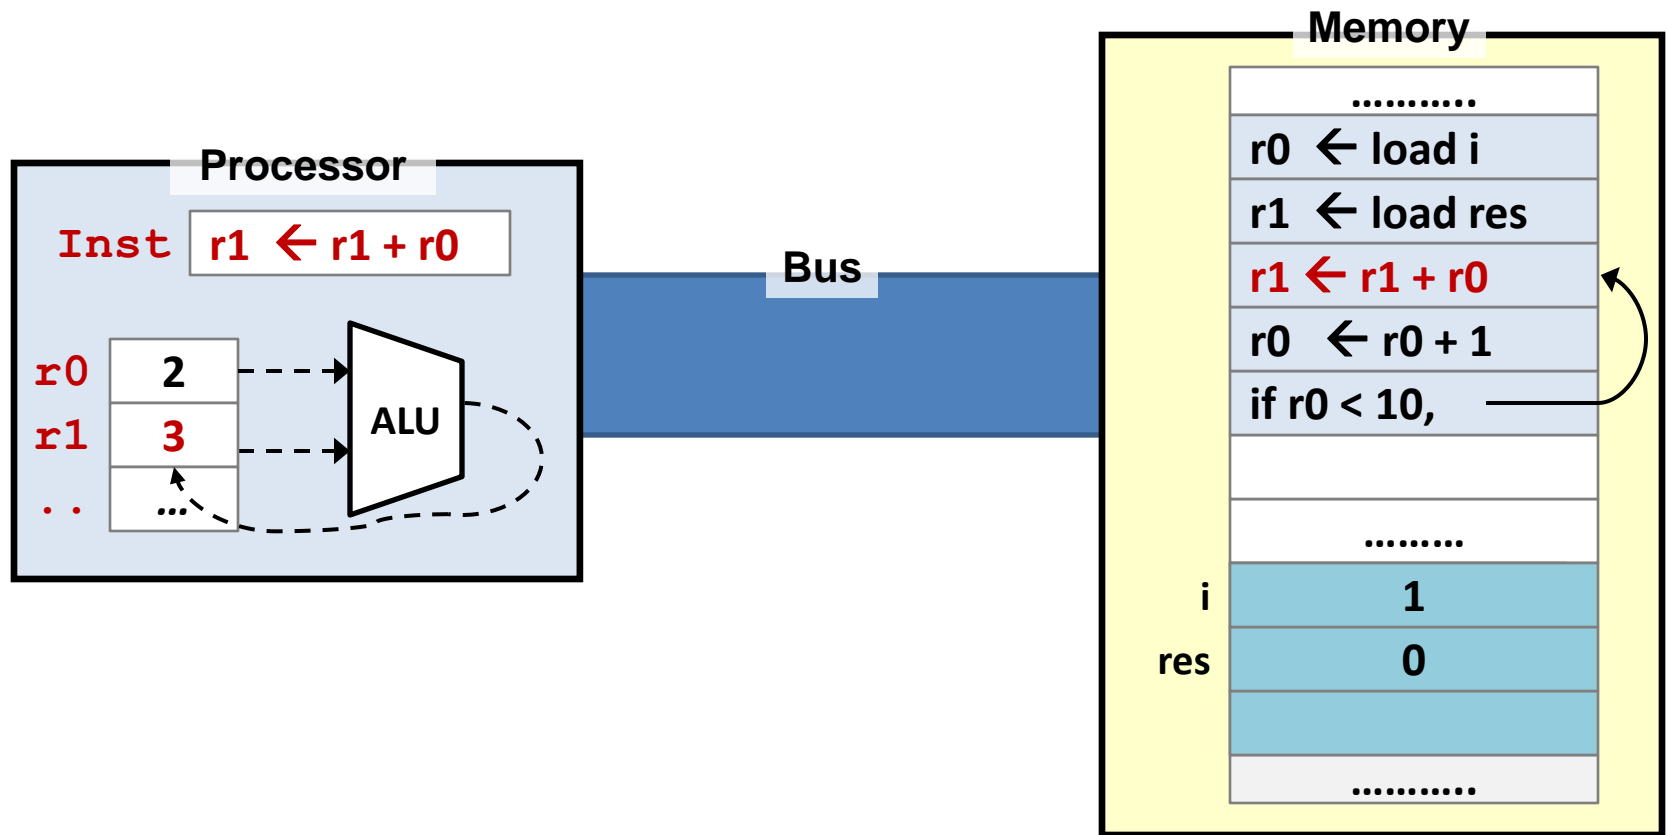 Memory
………..
r0 ← load i
r1 ← load res
r1 ← r1 + r0
r0 ← r0 + 1
if r0 < 10,
………
i 1
res 0
………..
Processor
Inst r1 ← r1 + r0
r0 2
r1 3
.. …
ALU
Bus